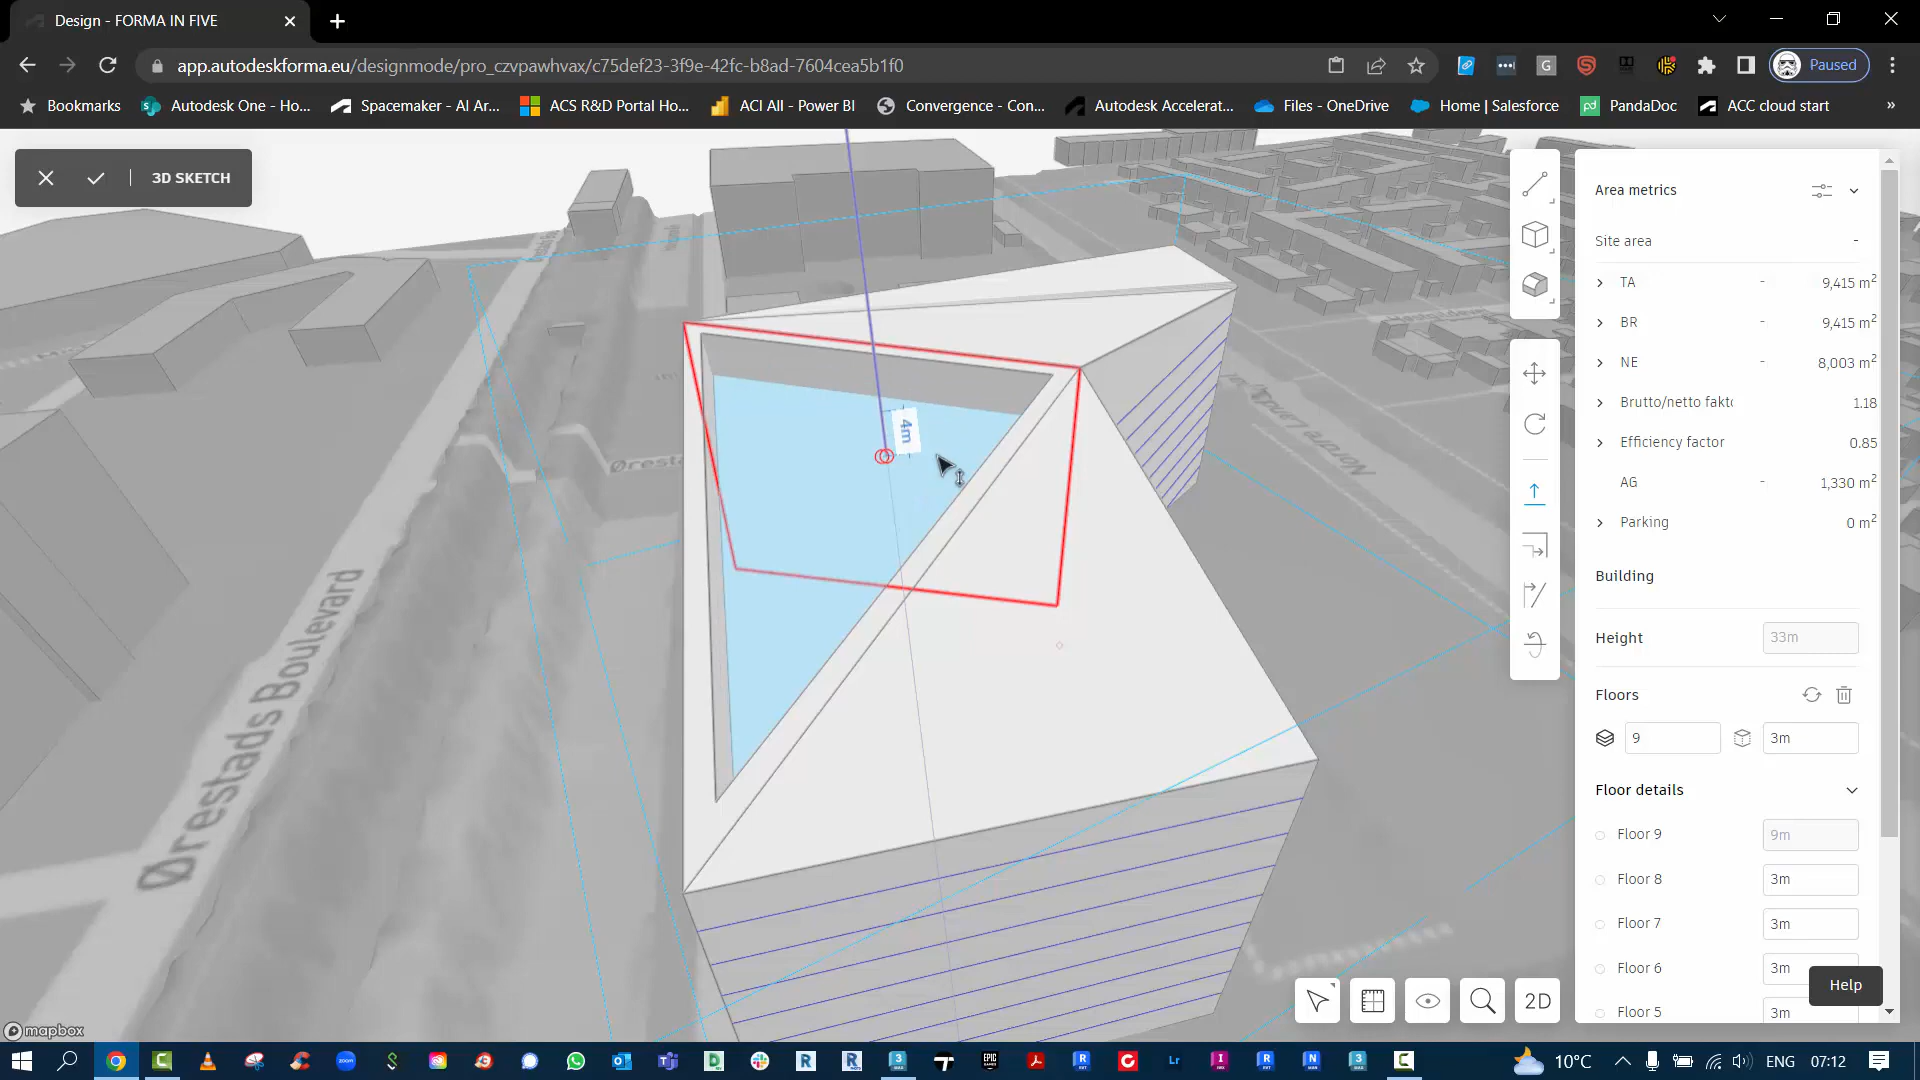 Design - FORMA IN FIVE
app.autodeskforma.eu/designmode/pro_czvpawhvax/c75def23-3f9e-42fc-b8ad-7604cea5b1f0
G
Paused
Bookmarks
Autodesk One - Ho...
Spacemaker - AI Ar...
ACS R&D Portal Ho...
ACI All - Power BI
Convergence - Con...
Autodesk Accelerat...
Files - OneDrive
Home | Salesforce
PandaDoc
ACC cloud start
»
3D SKETCH
Area metrics
Site area -
TA - 9,415 m²
BR - 9,415 m²
NE - 8,003 m²
Brutto/netto fakto 1.18
Efficiency factor 0.85
AG - 1,330 m²
Parking 0 m²
Building
Height 33m
Floors
9 3m
Floor details
Floor 9 9m
Floor 8 3m
Floor 7 3m
Floor 6 3m
Floor 5 3m
Help
4m
Ørestads Boulevard
2D
mapbox
10°C
ENG
07:12